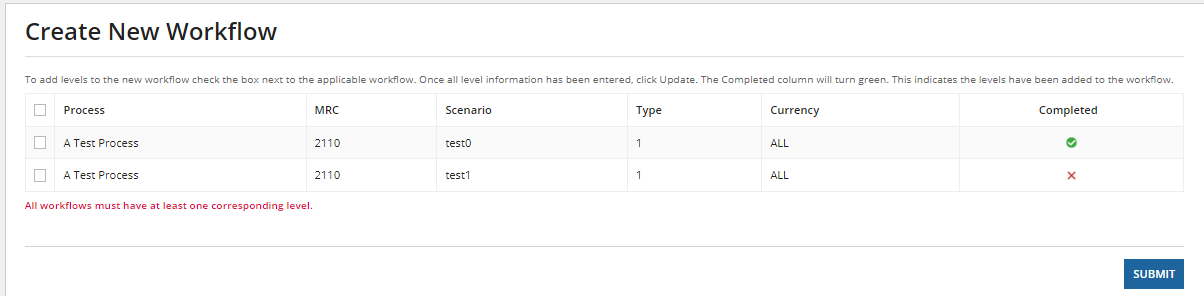 Create New Workflow
To add levels to the new workflow check the box next to the applicable workflow. Once all level information has been entered, click Update. The Completed column will turn green. This indicates the levels have been added to the workflow.
Process MRC Scenario Type Currency Completed
A Test Process 2110 test0 1 ALL
A Test Process 2110 test1 1 ALL
All workflows must have at least one corresponding level.
SUBMIT